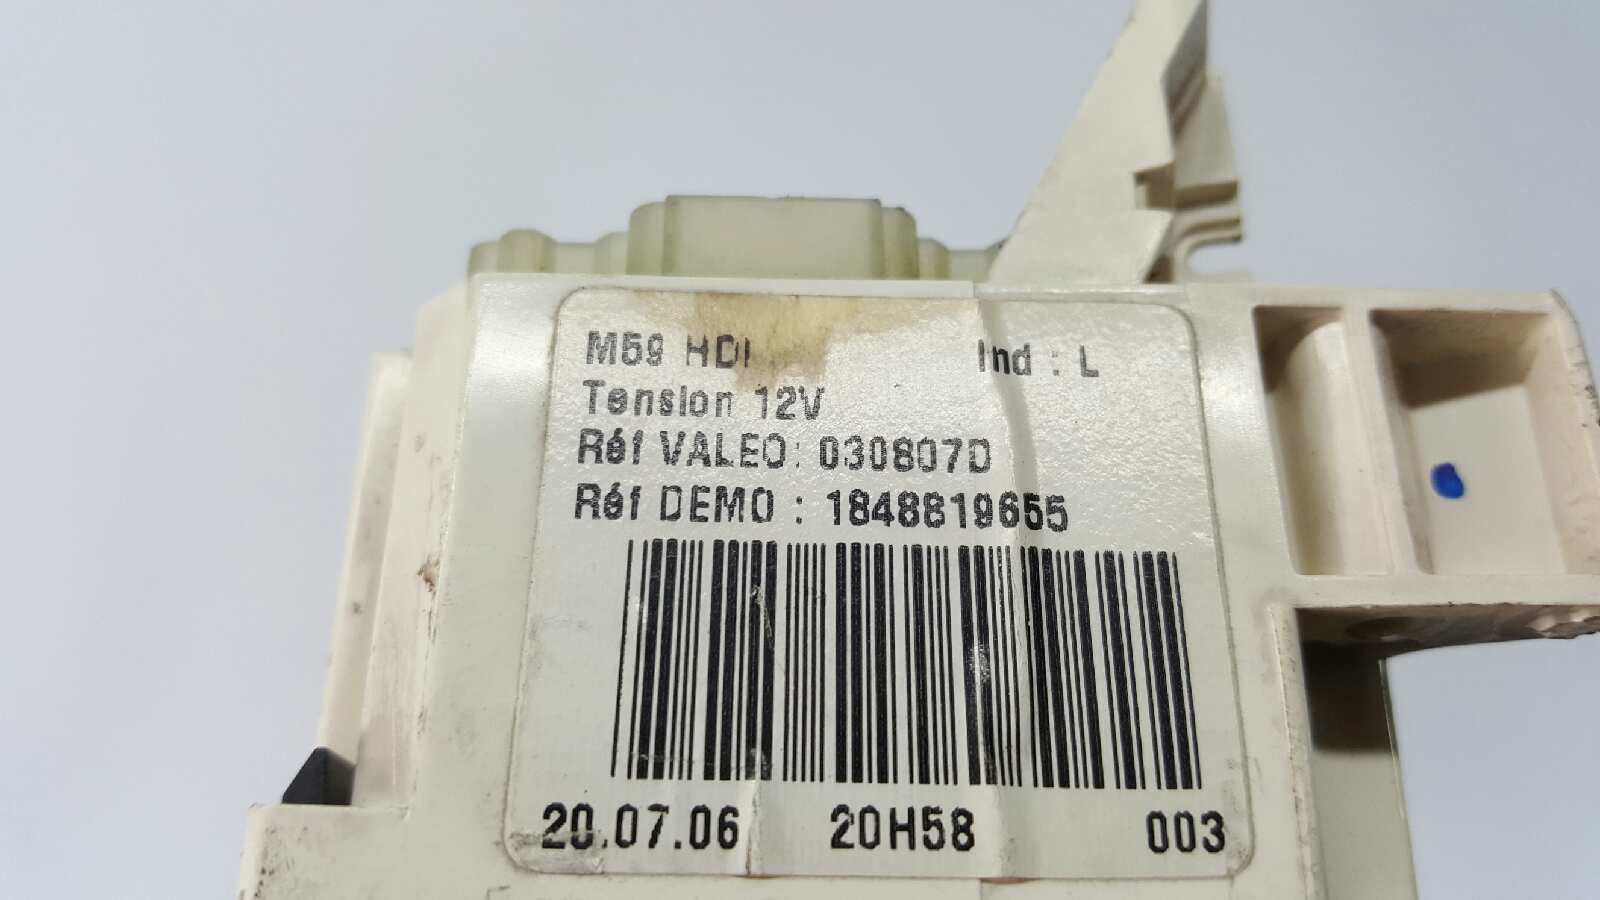 M59 HDI Ind : L
Tension 12V
Réf VALEO: 030807D
Réf DEMO : 1848819655
20.07.06 20H58 003